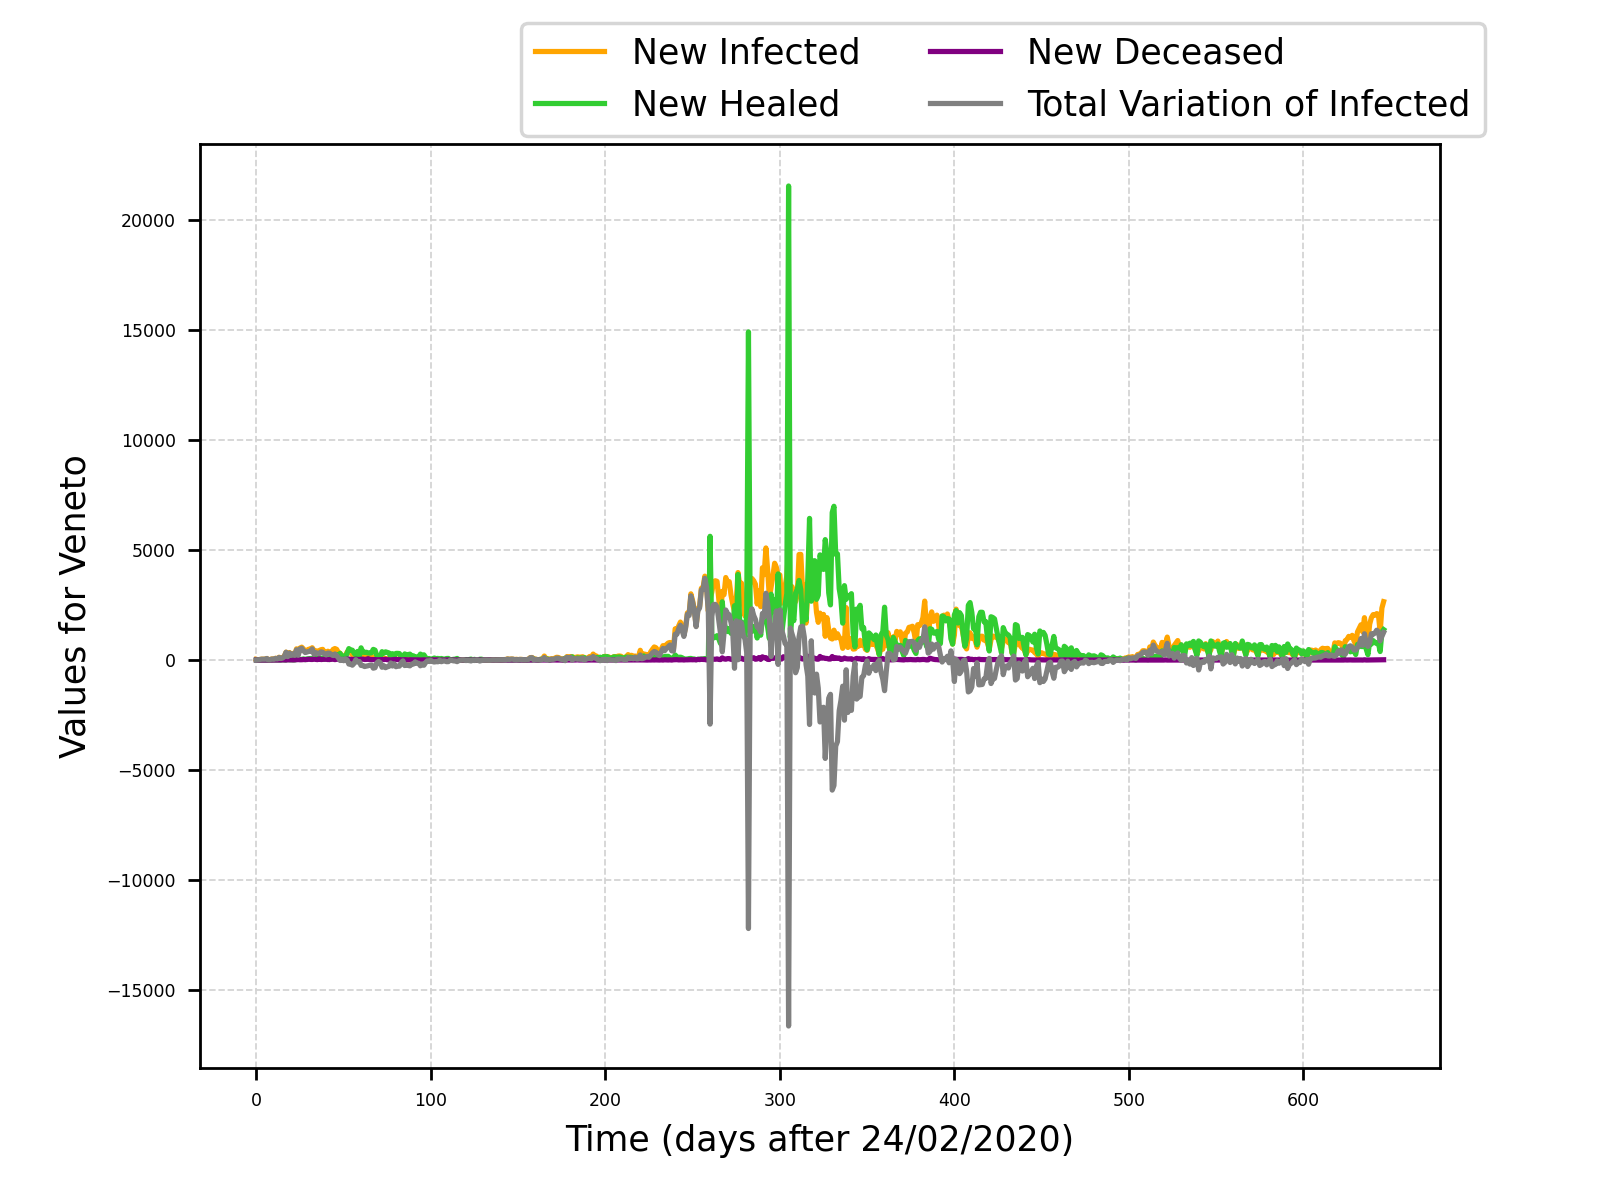 New Infected
New Healed
New Deceased
Total Variation of Infected
Values for Veneto
20000
15000
10000
5000
0
−5000
−10000
−15000
0 100 200 300 400 500 600
Time (days after 24/02/2020)